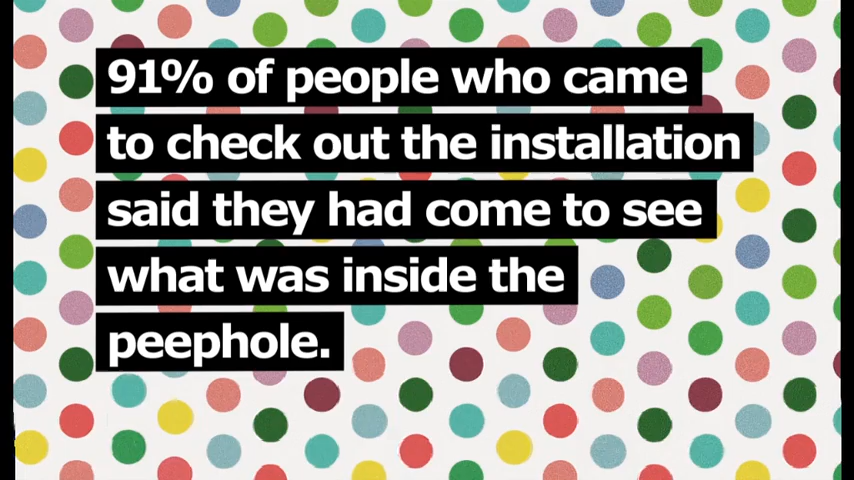 91% of people who came
to check out the installation
said they had come to see
what was inside the
peephole.